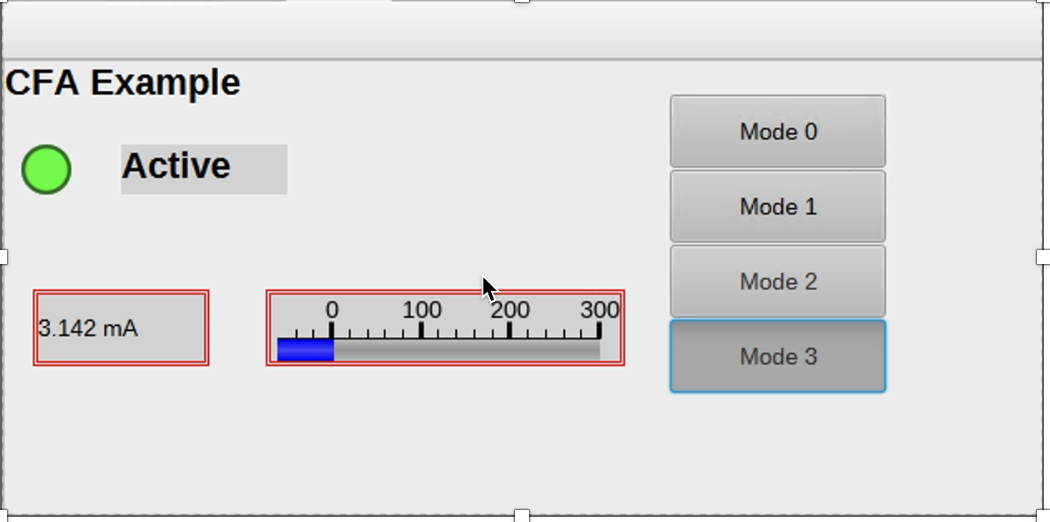 CFA Example
Active
3.142 mA
0 100 200 300
Mode 0
Mode 1
Mode 2
Mode 3